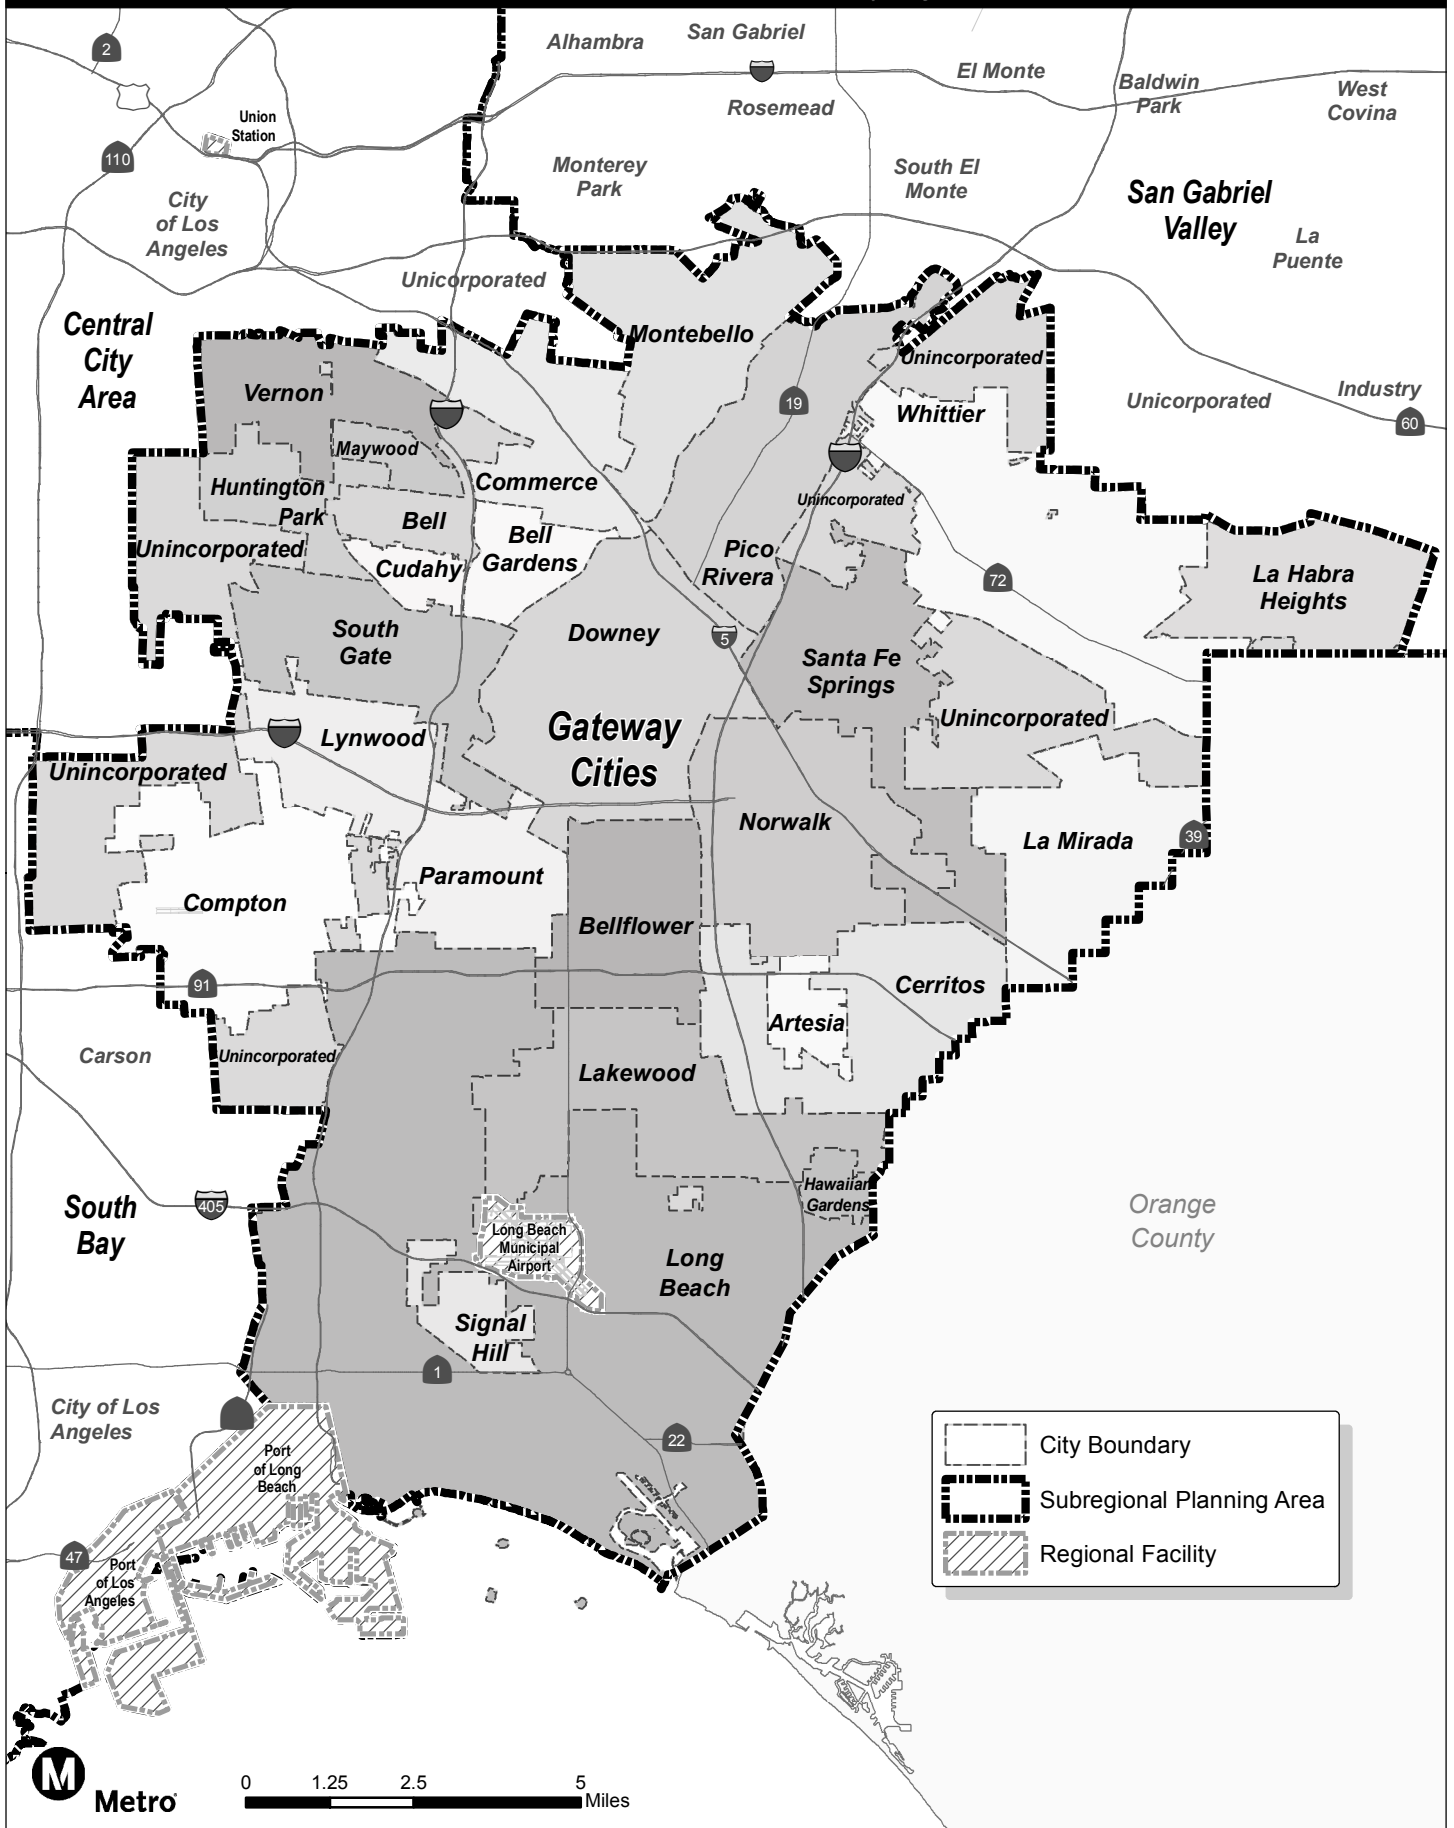 Alhambra
San Gabriel
2
El Monte
Baldwin
Park
West
Covina
Rosemead
Union
Station
110
Monterey
Park
South El
Monte
San Gabriel
Valley
City
of Los
Angeles
La
Puente
Unicorporated
Central
City
Area
Montebello
Unincorporated
Vernon
19
Whittier
Unicorporated
Industry
60
Maywood
Commerce
Huntington
Park
Unincorporated
Bell
Bell
Gardens
Unincorporated
Cudahy
Pico
Rivera
72
La Habra
Heights
South
Gate
Downey
5
Santa Fe
Springs
Gateway
Cities
Unincorporated
Lynwood
Unincorporated
Norwalk
La Mirada
39
Paramount
Compton
Bellflower
91
Cerritos
Artesia
Carson
Unincorporated
Lakewood
Hawaiian
Gardens
South
Bay
405
Long Beach
Municipal
Airport
Long
Beach
Orange
County
Signal
Hill
1
City of Los
Angeles
22
Port
of Long
Beach
City Boundary
Subregional Planning Area
Regional Facility
47
Port
of Los
Angeles
M
Metro
0 1.25 2.5 5
Miles